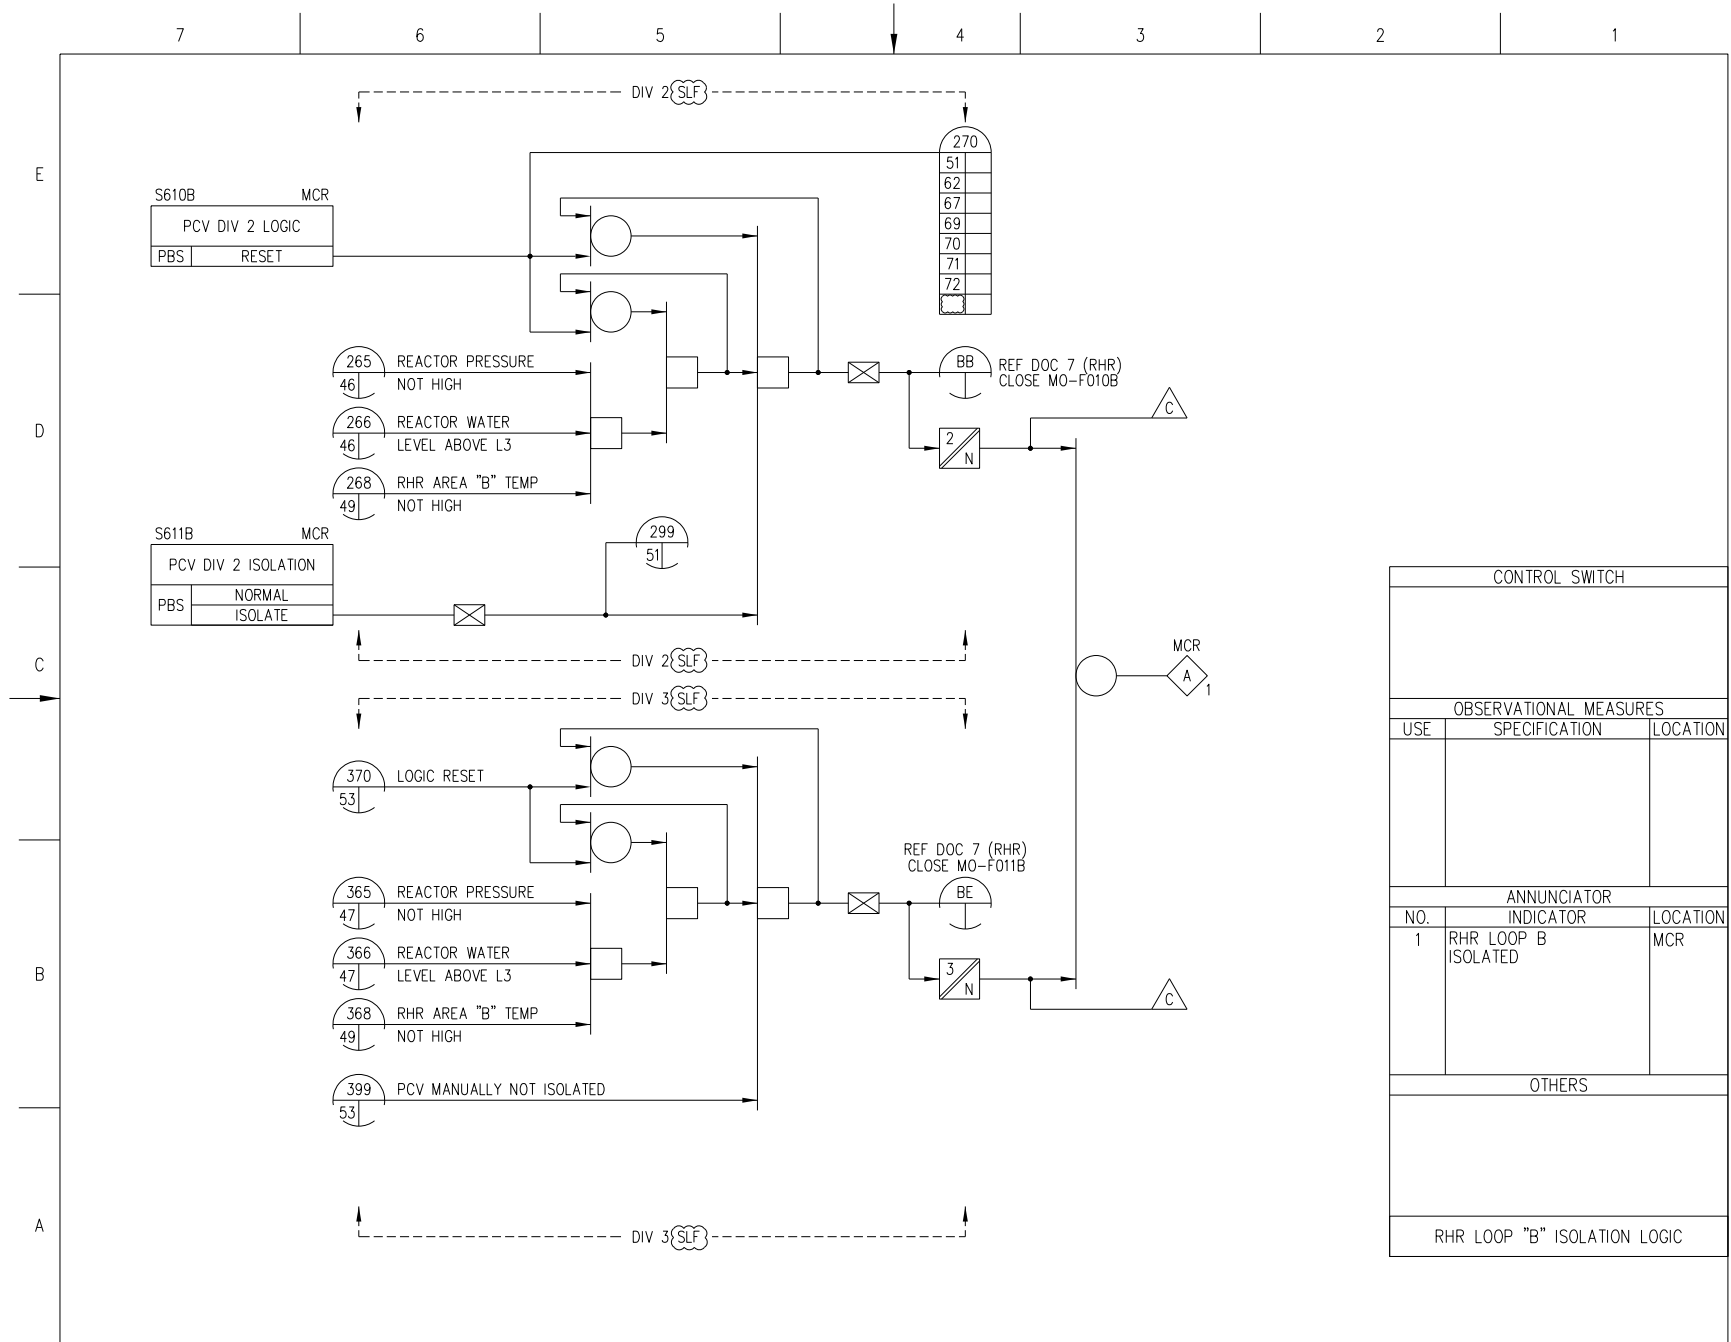 7 6 5 4 3 2 1
DIV 2 SLF
270
51
62
67
69
70
71
72
E
S610B MCR
PCV DIV 2 LOGIC
PBS RESET
265 REACTOR PRESSURE
46 NOT HIGH
BB REF DOC 7 (RHR)
CLOSE MO-F010B
C
D
266 REACTOR WATER
46 LEVEL ABOVE L3
2
N
268 RHR AREA "B" TEMP
49 NOT HIGH
S611B MCR
PCV DIV 2 ISOLATION
PBS NORMAL
ISOLATE
299
51
DIV 2 SLF
C
MCR
A
1
DIV 3 SLF
370 LOGIC RESET
53
REF DOC 7 (RHR)
CLOSE MO-F011B
BE
365 REACTOR PRESSURE
47 NOT HIGH
B
366 REACTOR WATER
47 LEVEL ABOVE L3
3
N
C
368 RHR AREA "B" TEMP
49 NOT HIGH
399 PCV MANUALLY NOT ISOLATED
53
A
DIV 3 SLF
CONTROL SWITCH
OBSERVATIONAL MEASURES
USE SPECIFICATION LOCATION
ANNUNCIATOR
NO. INDICATOR LOCATION
1 RHR LOOP B MCR
ISOLATED
OTHERS
RHR LOOP "B" ISOLATION LOGIC